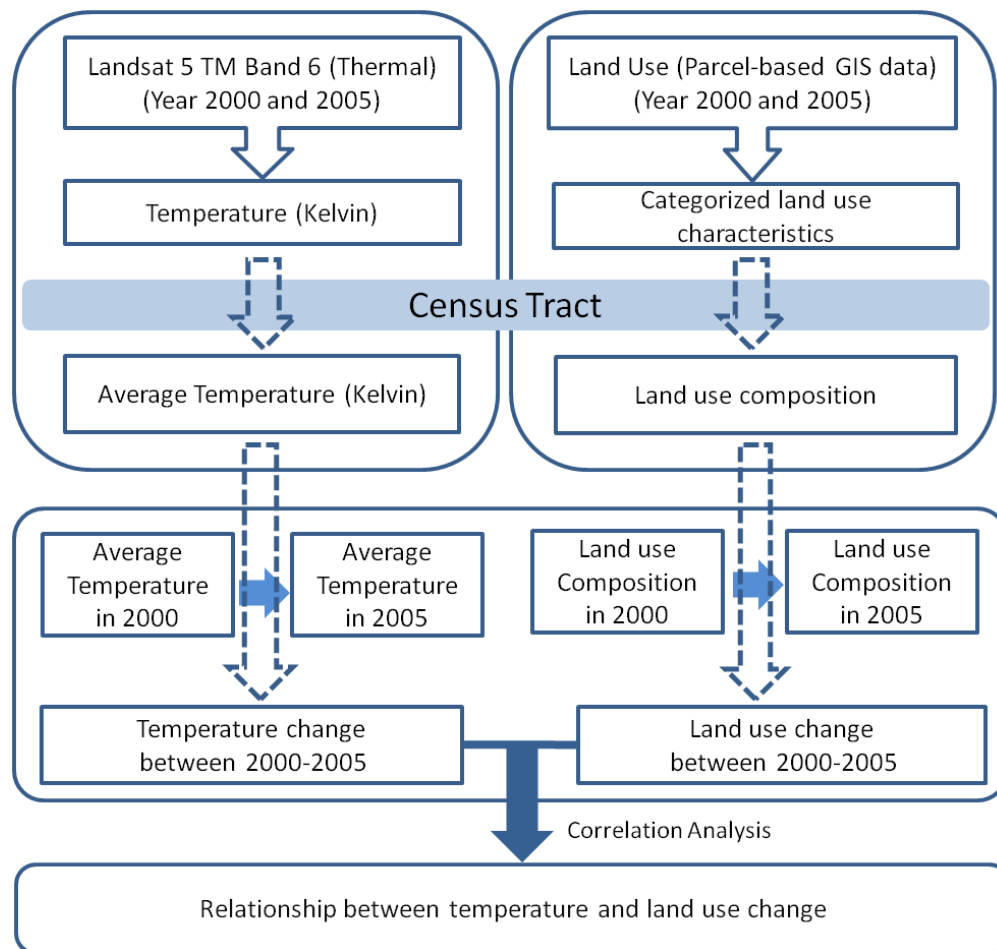 Landsat 5 TM Band 6 (Thermal)
(Year 2000 and 2005)
Land Use (Parcel-based GIS data)
(Year 2000 and 2005)
Temperature (Kelvin)
Categorized land use
characteristics
Census Tract
Average Temperature (Kelvin)
Land use composition
Average
Temperature
in 2000
Average
Temperature
in 2005
Land use
Composition
in 2000
Land use
Composition
in 2005
Temperature change
between 2000-2005
Land use change
between 2000-2005
Correlation Analysis
Relationship between temperature and land use change